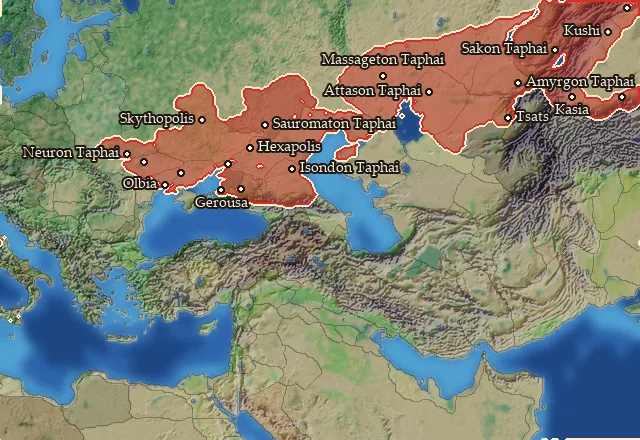 Kushi
Sakon Taphai
Massageton Taphai
Amyrgon Taphai
Attason Taphai
Kasia
Tsats
Skythopolis
Sauromaton Taphai
Hexapolis
Neuron Taphai
Isondon Taphai
Olbia
Gerousa